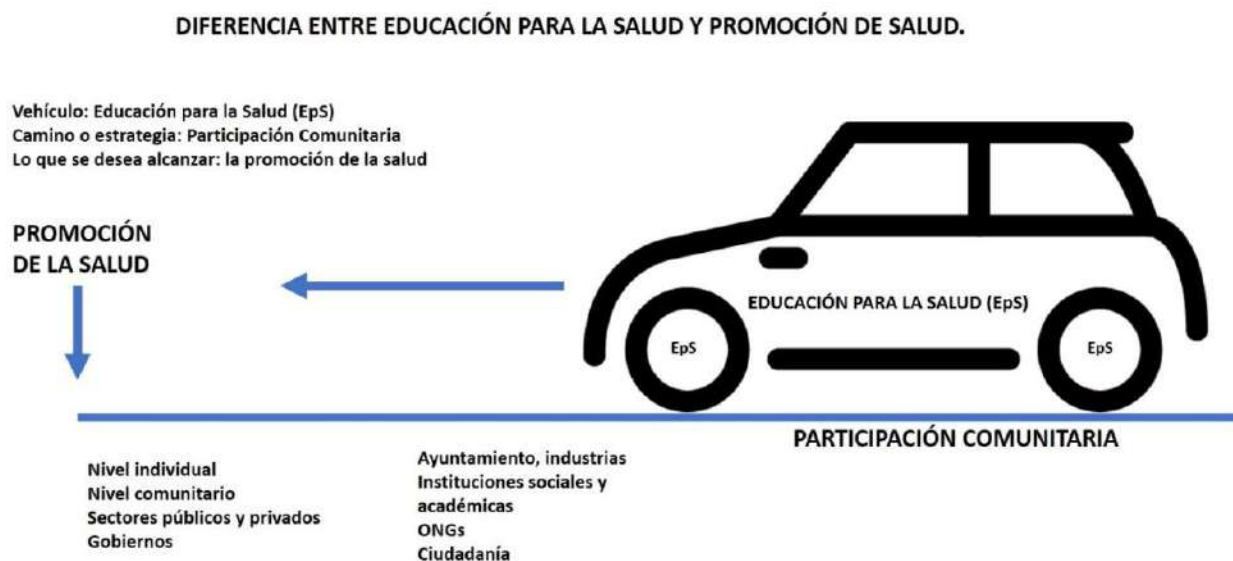 DIFERENCIA ENTRE EDUCACIÓN PARA LA SALUD Y PROMOCIÓN DE SALUD.
Vehículo: Educación para la Salud (EpS)
Camino o estrategia: Participación Comunitaria
Lo que se desea alcanzar: la promoción de la salud
PROMOCIÓN
DE LA SALUD
EDUCACIÓN PARA LA SALUD (EpS)
EpS
EpS
PARTICIPACIÓN COMUNITARIA
Nivel individual
Nivel comunitario
Sectores públicos y privados
Gobiernos
Ayuntamiento, industrias
Instituciones sociales y
académicas
ONGs
Ciudadanía